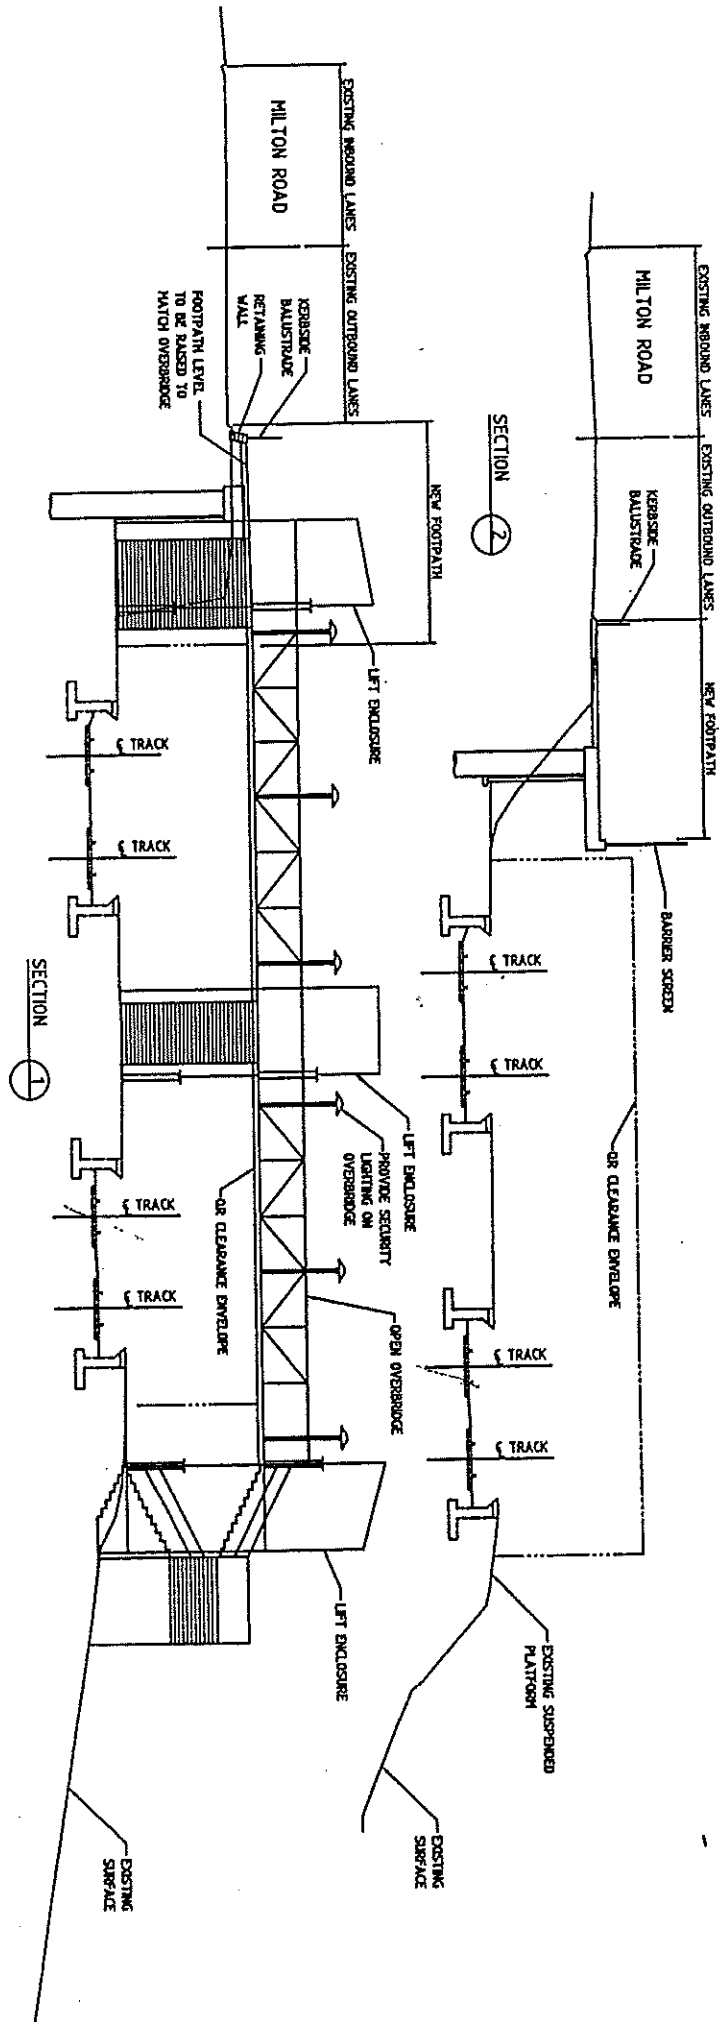 EXISTING INBOUND LANES
EXISTING OUTBOUND LANES
NEW FOOTPATH
MILTON ROAD
KERBSIDE
BALUSTRADE
BARRIER SCREEN
QR CLEARANCE ENVELOPE
℄ TRACK
℄ TRACK
℄ TRACK
℄ TRACK
EXISTING SUSPENDED
PLATFORM
EXISTING
SURFACE
SECTION
2
EXISTING INBOUND LANES
EXISTING OUTBOUND LANES
NEW FOOTPATH
MILTON ROAD
KERBSIDE
BALUSTRADE
RETAINING
WALL
FOOTPATH LEVEL
TO BE RAISED TO
MATCH OVERBRIDGE
LIFT ENCLOSURE
LIFT ENCLOSURE
PROVIDE SECURITY
LIGHTING ON
OVERBRIDGE
OPEN OVERBRIDGE
LIFT ENCLOSURE
QR CLEARANCE ENVELOPE
℄ TRACK
℄ TRACK
℄ TRACK
℄ TRACK
EXISTING
SURFACE
SECTION
1